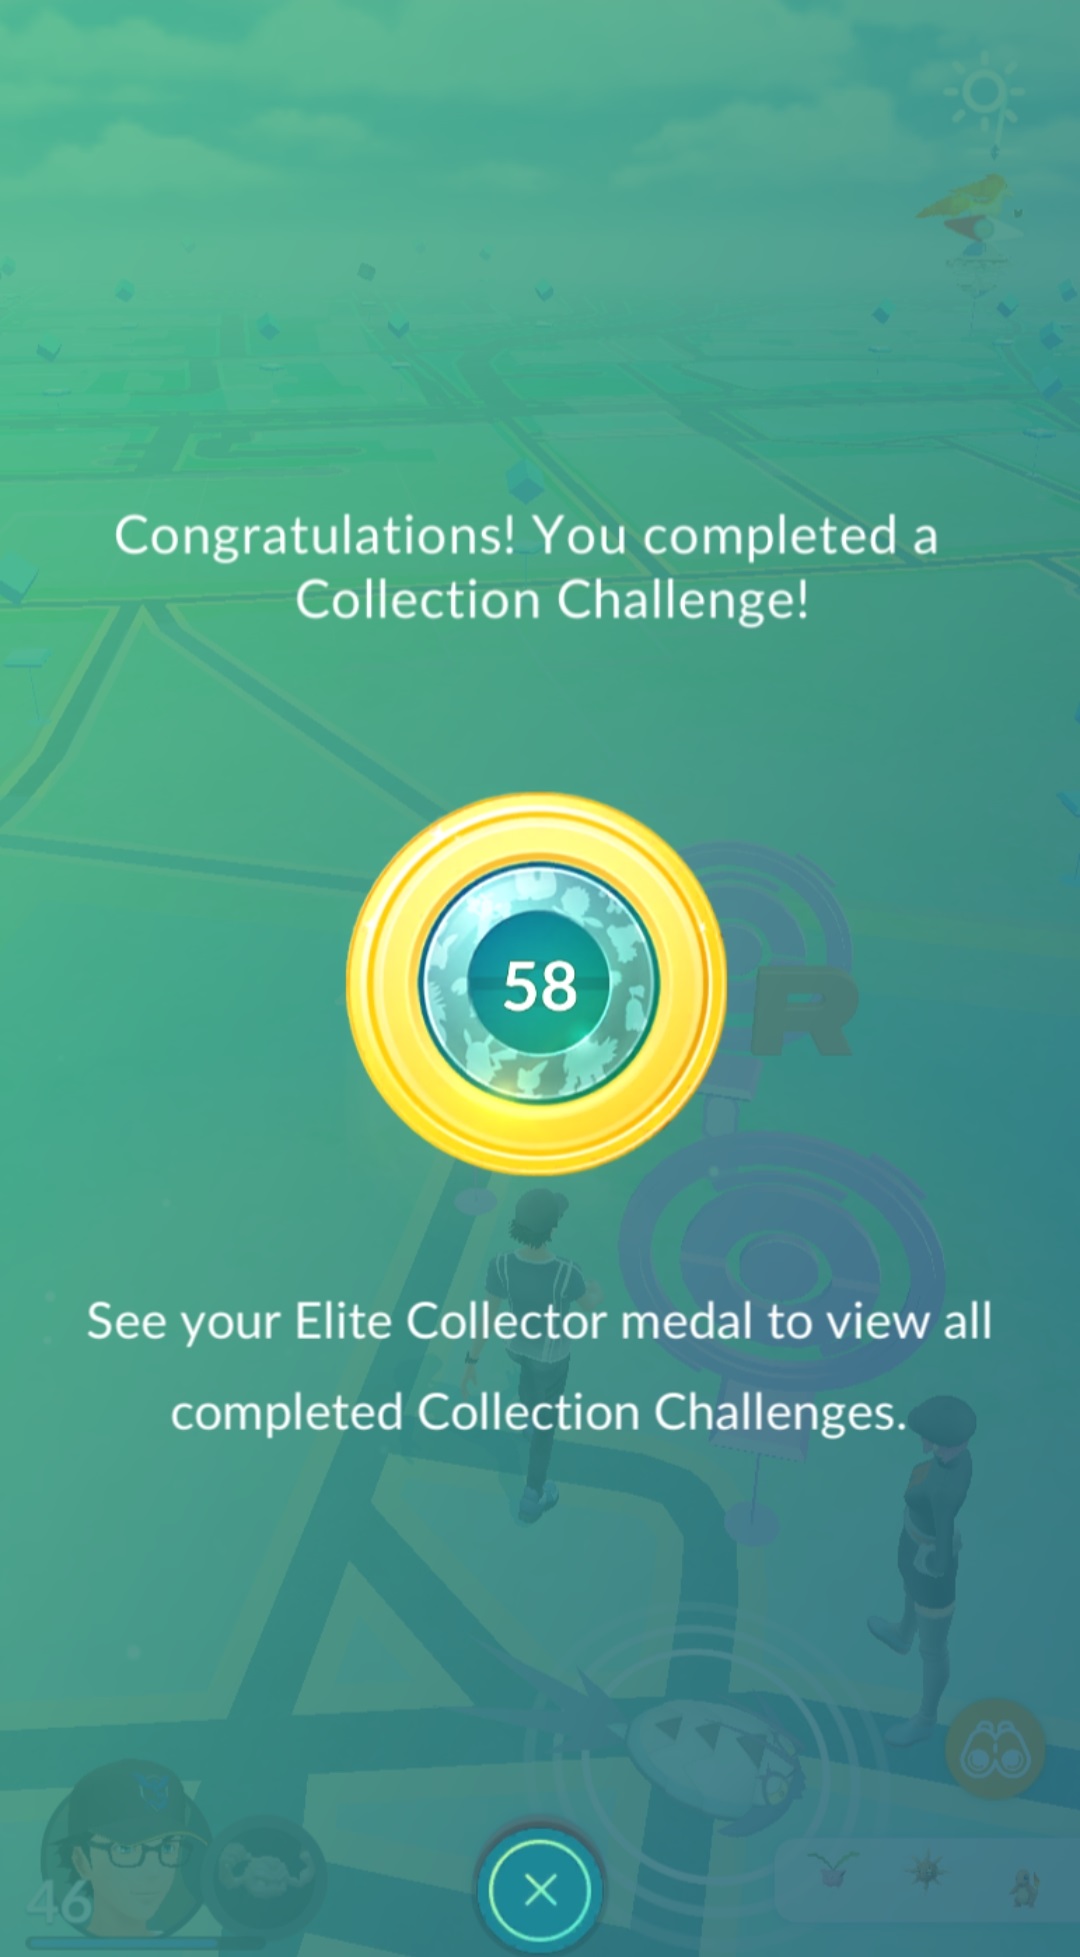 Congratulations! You completed a
Collection Challenge!
R
58
See your Elite Collector medal to view all
completed Collection Challenges.
46